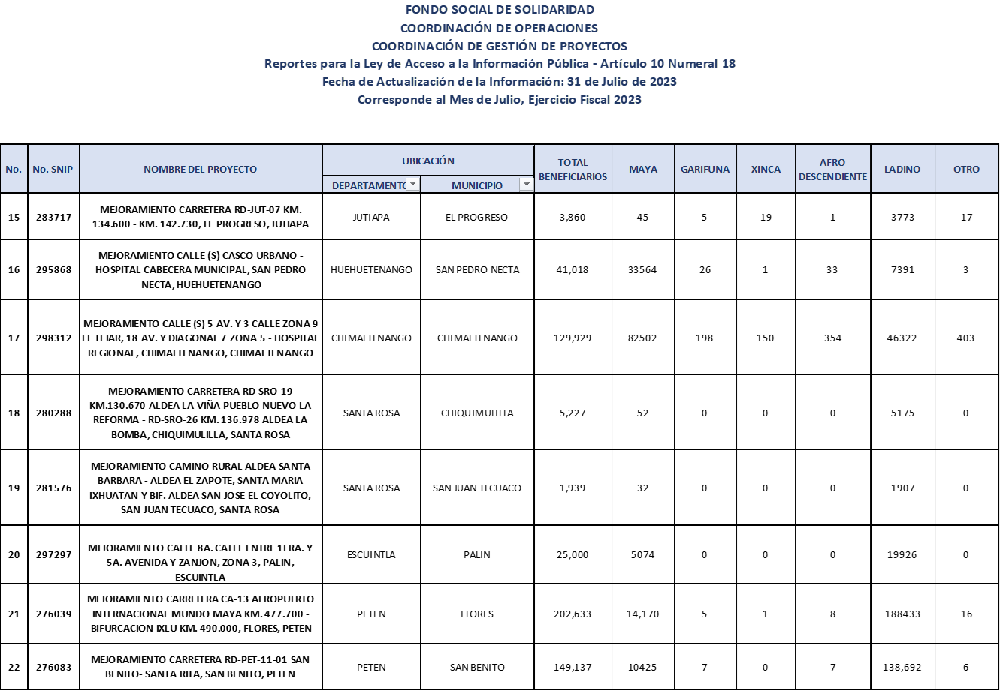 FONDO SOCIAL DE SOLIDARIDAD
COORDINACIÓN DE OPERACIONES
COORDINACIÓN DE GESTIÓN DE PROYECTOS
Reportes para la Ley de Acceso a la Información Pública - Artículo 10 Numeral 18
Fecha de Actualización de la Información: 31 de Julio de 2023
Corresponde al Mes de Julio, Ejercicio Fiscal 2023
No. No. SNIP NOMBRE DEL PROYECTO UBICACIÓN TOTAL BENEFICIARIOS MAYA GARIFUNA XINCA AFRO DESCENDIENTE LADINO OTRO
DEPARTAMENTO MUNICIPIO
15 283717 MEJORAMIENTO CARRETERA RD-JUT-07 KM.
134.600 - KM. 142.730, EL PROGRESO, JUTIAPA
JUTIAPA EL PROGRESO 3,860 45 5 19 1 3773 17
16 295868 MEJORAMIENTO CALLE (S) CASCO URBANO -
HOSPITAL CABECERA MUNICIPAL, SAN PEDRO
NECTA, HUEHUETENANGO
HUEHUETENANGO SAN PEDRO NECTA 41,018 33564 26 1 33 7391 3
17 298312 MEJORAMIENTO CALLE (S) 5 AV. Y 3 CALLE ZONA 9
EL TEJAR, 18 AV. Y DIAGONAL 7 ZONA 5 - HOSPITAL
REGIONAL, CHIMALTENANGO, CHIMALTENANGO
CHIMALTENANGO CHIMALTENANGO 129,929 82502 198 150 354 46322 403
18 280288 MEJORAMIENTO CARRETERA RD-SRO-19
KM.130.670 ALDEA LA VIÑA PUEBLO NUEVO LA
REFORMA - RD-SRO-26 KM. 136.978 ALDEA LA
BOMBA, CHIQUIMULILLA, SANTA ROSA
SANTA ROSA CHIQUIMULILLA 5,227 52 0 0 0 5175 0
19 281576 MEJORAMIENTO CAMINO RURAL ALDEA SANTA
BARBARA - ALDEA EL ZAPOTE, SANTA MARIA
IXHUATAN Y BIF. ALDEA SAN JOSE EL COYOLITO,
SAN JUAN TECUACO, SANTA ROSA
SANTA ROSA SAN JUAN TECUACO 1,939 32 0 0 0 1907 0
20 297297 MEJORAMIENTO CALLE 8A. CALLE ENTRE 1ERA. Y
5A. AVENIDA Y ZANJON, ZONA 3, PALIN,
ESCUINTLA
ESCUINTLA PALIN 25,000 5074 0 0 0 19926 0
21 276039 MEJORAMIENTO CARRETERA CA-13 AEROPUERTO
INTERNACIONAL MUNDO MAYA KM. 477.700 -
BIFURCACION IXLU KM. 490.000, FLORES, PETEN
PETEN FLORES 202,633 14,170 5 1 8 188433 16
22 276083 MEJORAMIENTO CARRETERA RD-PET-11-01 SAN
BENITO- SANTA RITA, SAN BENITO, PETEN
PETEN SAN BENITO 149,137 10425 7 0 7 138,692 6